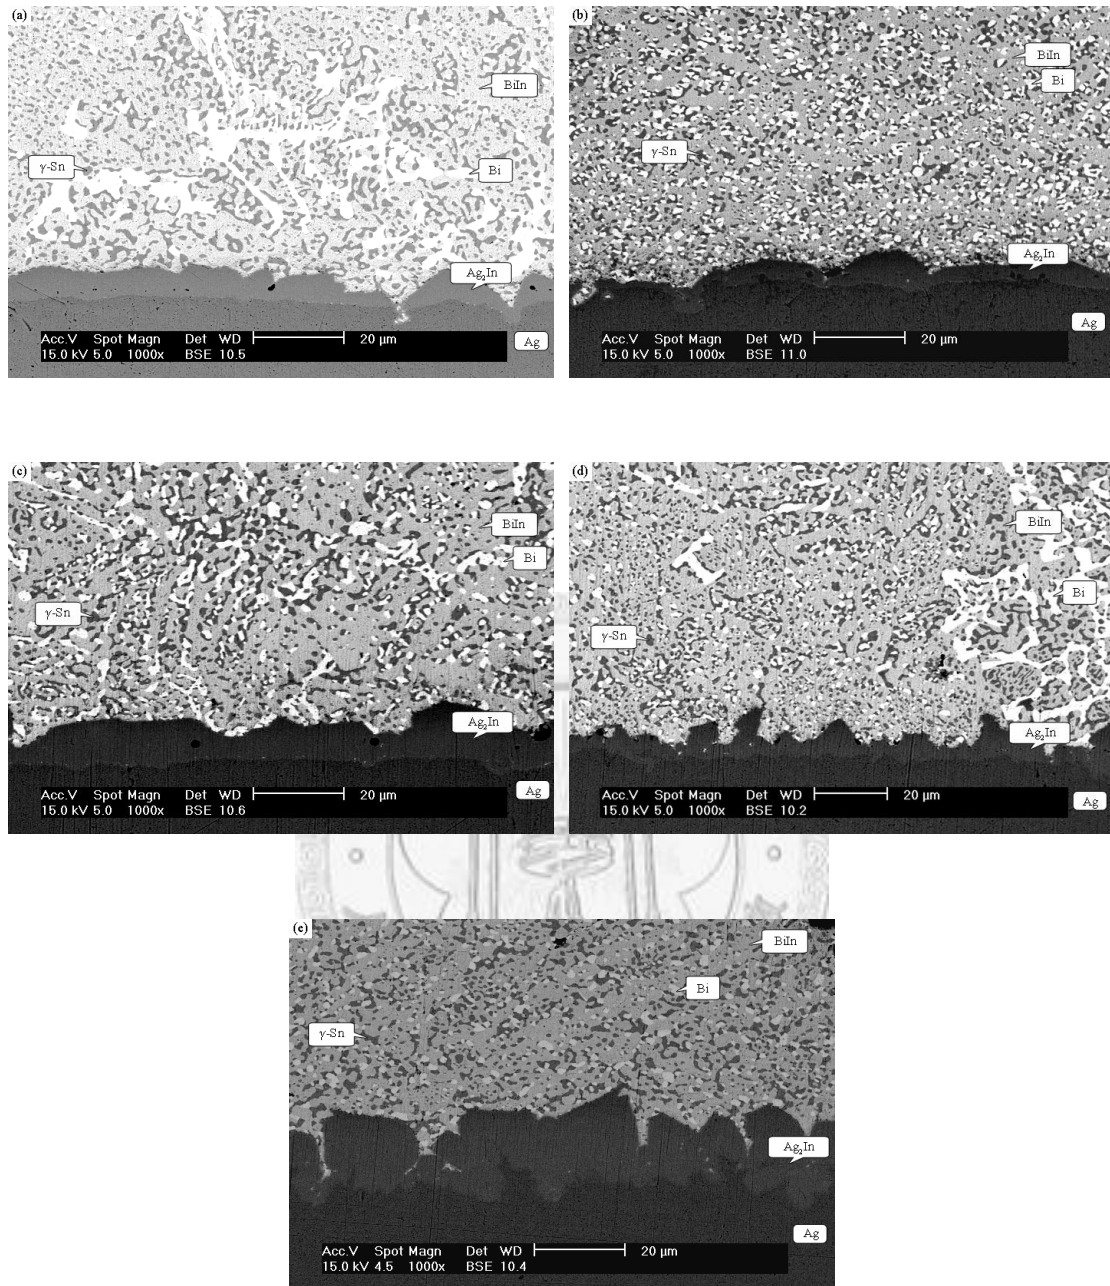 (a)
BiIn
γ-Sn
Bi
Ag₂In
Ag
Acc.V Spot Magn Det WD 20 μm
15.0 kV 5.0 1000x BSE 10.5
(b)
BiIn
Bi
γ-Sn
Ag₂In
Ag
Acc.V Spot Magn Det WD 20 μm
15.0 kV 5.0 1000x BSE 11.0
(c)
BiIn
Bi
γ-Sn
Ag₂In
Ag
Acc.V Spot Magn Det WD 20 μm
15.0 kV 5.0 1000x BSE 10.6
(d)
BiIn
Bi
γ-Sn
Ag₂In
Ag
Acc.V Spot Magn Det WD 20 μm
15.0 kV 5.0 1000x BSE 10.2
(e)
BiIn
Bi
γ-Sn
Ag₂In
Ag
Acc.V Spot Magn Det WD 20 μm
15.0 kV 4.5 1000x BSE 10.4